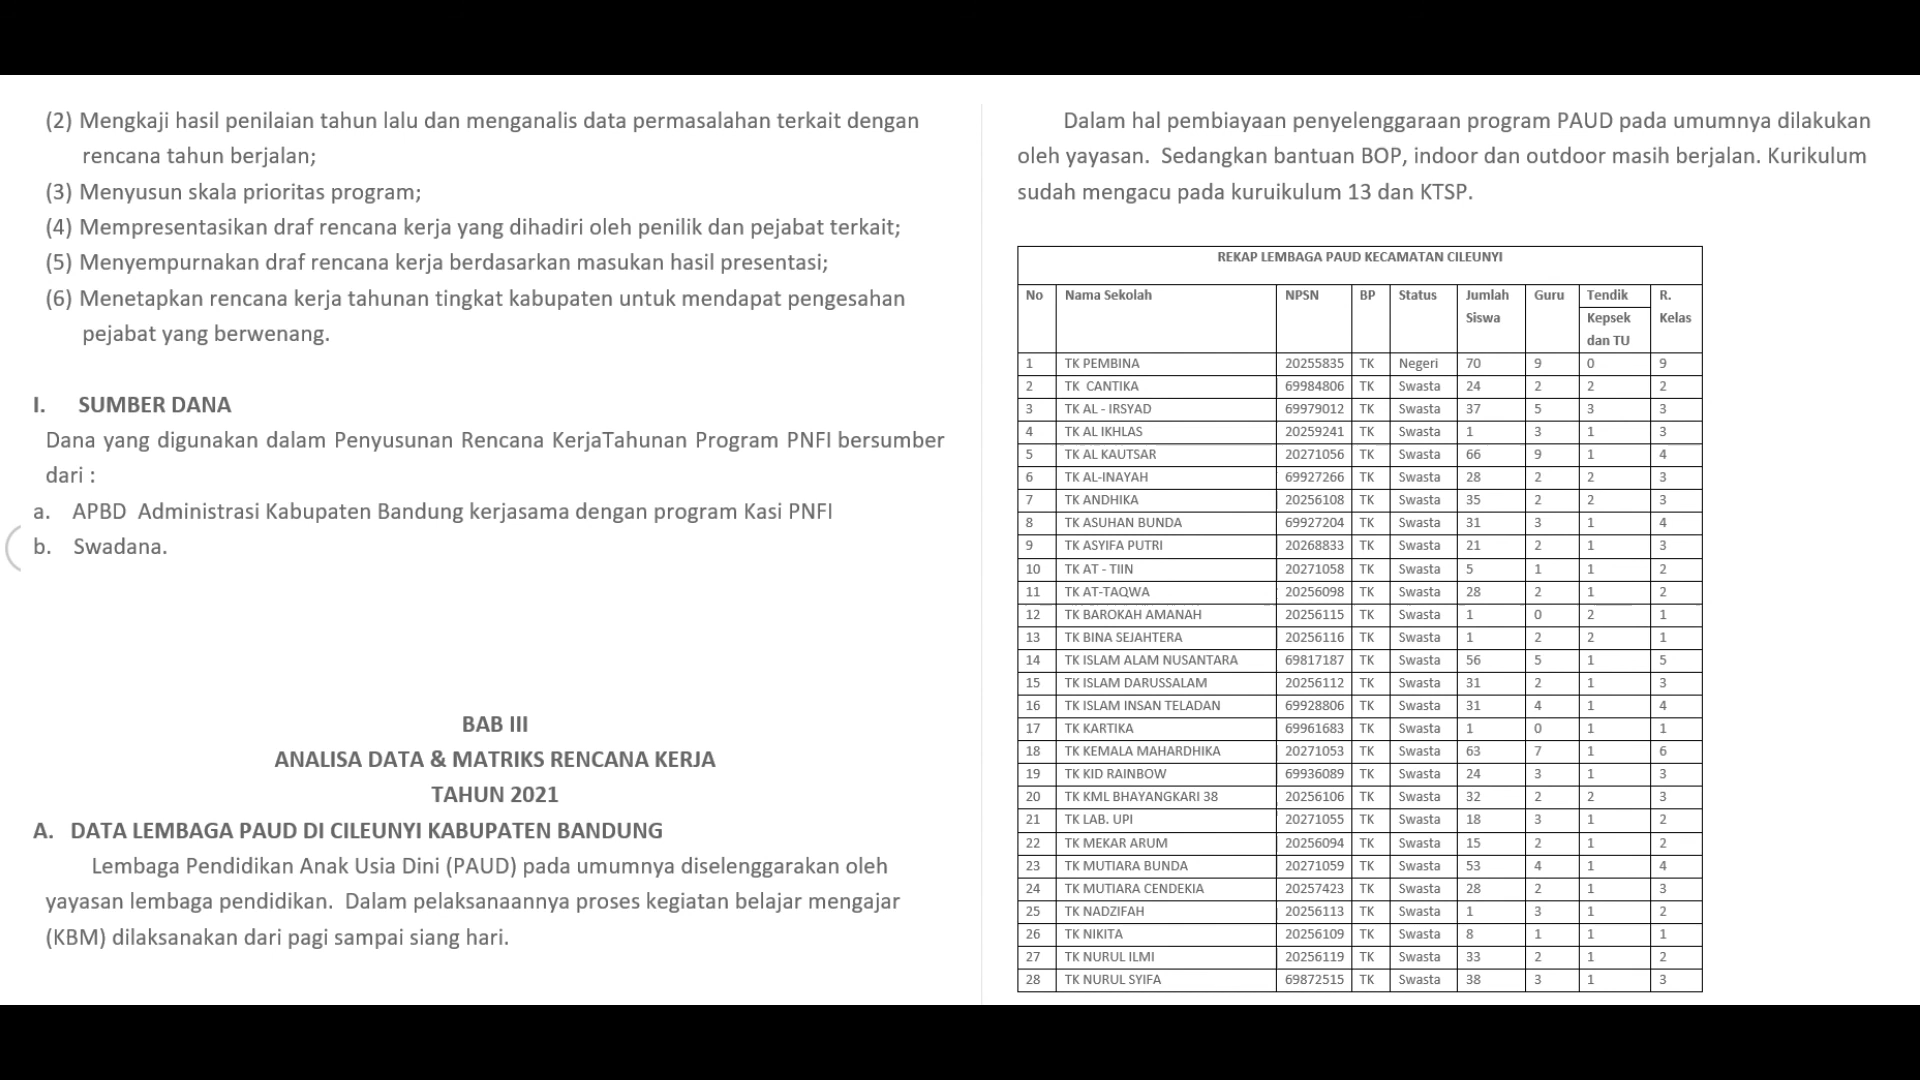 (2) Mengkaji hasil penilaian tahun lalu dan menganalis data permasalahan terkait dengan
rencana tahun berjalan;
(3) Menyusun skala prioritas program;
(4) Mempresentasikan draf rencana kerja yang dihadiri oleh penilik dan pejabat terkait;
(5) Menyempurnakan draf rencana kerja berdasarkan masukan hasil presentasi;
(6) Menetapkan rencana kerja tahunan tingkat kabupaten untuk mendapat pengesahan
pejabat yang berwenang.
I. SUMBER DANA
Dana yang digunakan dalam Penyusunan Rencana KerjaTahunan Program PNFI bersumber
dari :
a. APBD Administrasi Kabupaten Bandung kerjasama dengan program Kasi PNFI
b. Swadana.
BAB III
ANALISA DATA & MATRIKS RENCANA KERJA
TAHUN 2021
A. DATA LEMBAGA PAUD DI CILEUNYI KABUPATEN BANDUNG
Lembaga Pendidikan Anak Usia Dini (PAUD) pada umumnya diselenggarakan oleh
yayasan lembaga pendidikan. Dalam pelaksanaannya proses kegiatan belajar mengajar
(KBM) dilaksanakan dari pagi sampai siang hari.
Dalam hal pembiayaan penyelenggaraan program PAUD pada umumnya dilakukan
oleh yayasan. Sedangkan bantuan BOP, indoor dan outdoor masih berjalan. Kurikulum
sudah mengacu pada kuruikulum 13 dan KTSP.
REKAP LEMBAGA PAUD KECAMATAN CILEUNYI
No Nama Sekolah NPSN BP Status Jumlah Guru Tendik R.
Siswa Kepsek Kelas
dan TU
1 TK PEMBINA 20255835 TK Negeri 70 9 0 9
2 TK CANTIKA 69984806 TK Swasta 24 2 2 2
3 TK AL - IRSYAD 69979012 TK Swasta 37 5 3 3
4 TK AL IKHLAS 20259241 TK Swasta 1 3 1 3
5 TK AL KAUTSAR 20271056 TK Swasta 66 9 1 4
6 TK AL-INAYAH 69927266 TK Swasta 28 2 2 3
7 TK ANDHIKA 20256108 TK Swasta 35 2 2 3
8 TK ASUHAN BUNDA 69927204 TK Swasta 31 3 1 4
9 TK ASYIFA PUTRI 20268833 TK Swasta 21 2 1 3
10 TK AT - TIIN 20271058 TK Swasta 5 1 1 2
11 TK AT-TAQWA 20256098 TK Swasta 28 2 1 2
12 TK BAROKAH AMANAH 20256115 TK Swasta 1 0 2 1
13 TK BINA SEJAHTERA 20256116 TK Swasta 1 2 2 1
14 TK ISLAM ALAM NUSANTARA 69817187 TK Swasta 56 5 1 5
15 TK ISLAM DARUSSALAM 20256112 TK Swasta 31 2 1 3
16 TK ISLAM INSAN TELADAN 69928806 TK Swasta 31 4 1 4
17 TK KARTIKA 69961683 TK Swasta 1 0 1 1
18 TK KEMALA MAHARDHIKA 20271053 TK Swasta 63 7 1 6
19 TK KID RAINBOW 69936089 TK Swasta 24 3 1 3
20 TK KML BHAYANGKARI 38 20256106 TK Swasta 32 2 2 3
21 TK LAB. UPI 20271055 TK Swasta 18 3 1 2
22 TK MEKAR ARUM 20256094 TK Swasta 15 2 1 2
23 TK MUTIARA BUNDA 20271059 TK Swasta 53 4 1 4
24 TK MUTIARA CENDEKIA 20257423 TK Swasta 28 2 1 3
25 TK NADZIFAH 20256113 TK Swasta 1 3 1 2
26 TK NIKITA 20256109 TK Swasta 8 1 1 1
27 TK NURUL ILMI 20256119 TK Swasta 33 2 1 2
28 TK NURUL SYIFA 69872515 TK Swasta 38 3 1 3